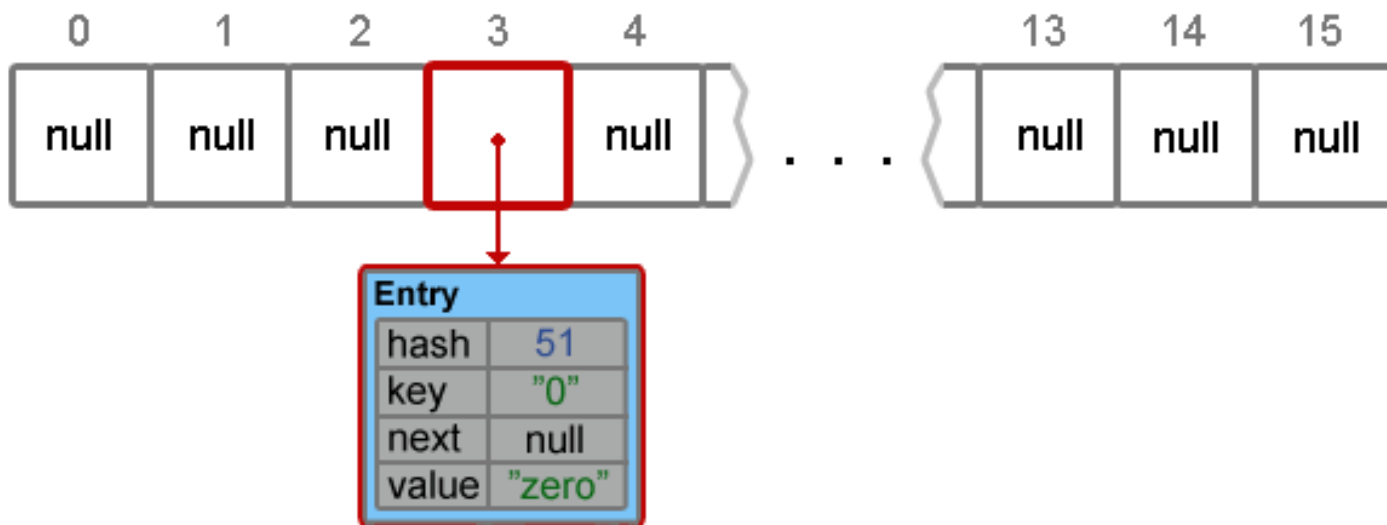 0 1 2 3 4 13 14 15
null null null null . . . null null null
Entry
hash 51
key ”0”
next null
value ”zero”